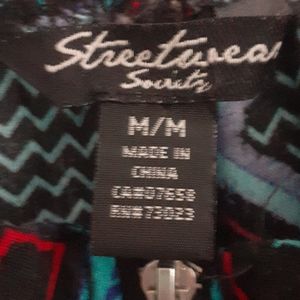 Streetwear
Society
M/M
MADE IN
CHINA
CA#07658
RN#73023